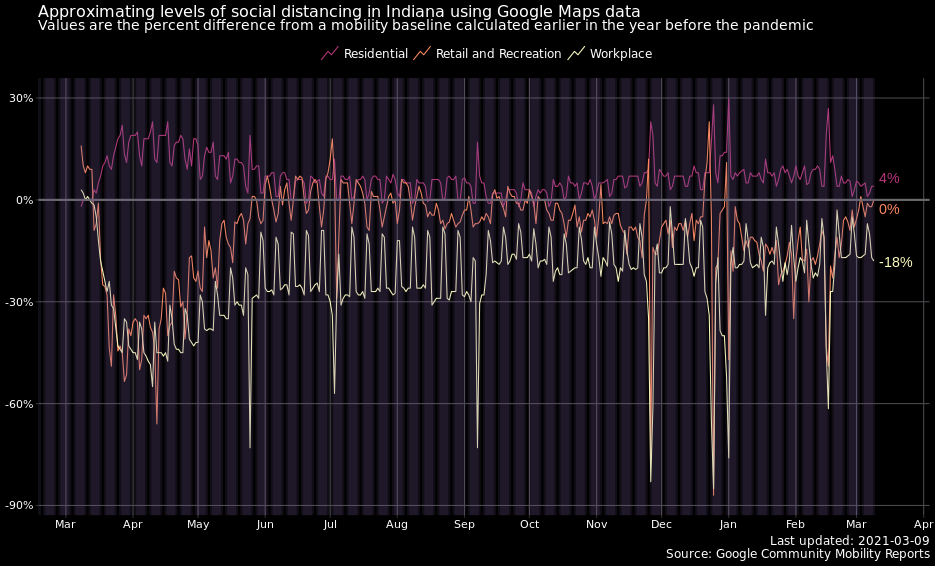 Approximating levels of social distancing in Indiana using Google Maps data
Values are the percent difference from a mobility baseline calculated earlier in the year before the pandemic
Residential Retail and Recreation Workplace
30%
0%
-30%
-60%
-90%
4%
0%
-18%
Mar Apr May Jun Jul Aug Sep Oct Nov Dec Jan Feb Mar Apr
Last updated: 2021-03-09
Source: Google Community Mobility Reports